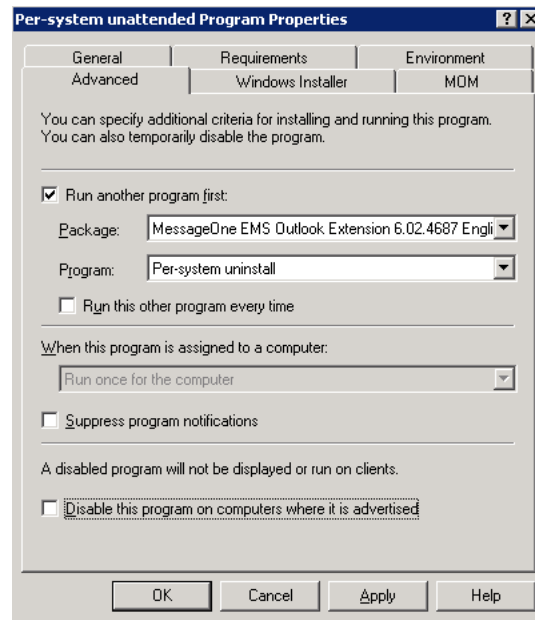 Per-system unattended Program Properties
General Requirements Environment
Advanced Windows Installer MOM
You can specify additional criteria for installing and running this program.
You can also temporarily disable the program.
Run another program first:
Package: MessageOne EMS Outlook Extension 6.02.4687 Engli
Program: Per-system uninstall
Run this other program every time
When this program is assigned to a computer:
Run once for the computer
Suppress program notifications
A disabled program will not be displayed or run on clients.
Disable this program on computers where it is advertised
OK Cancel Apply Help